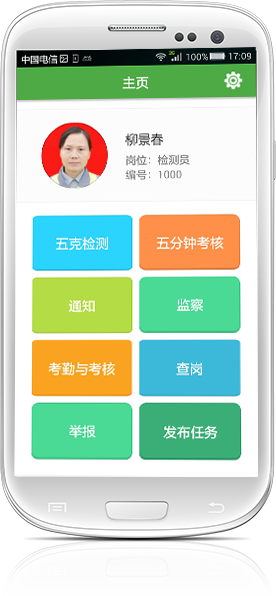 中国电信
100% 17:09
主页
柳景春
岗位：检测员
编号：1000
五克检测
五分钟考核
通知
监察
考勤与考核
查岗
举报
发布任务